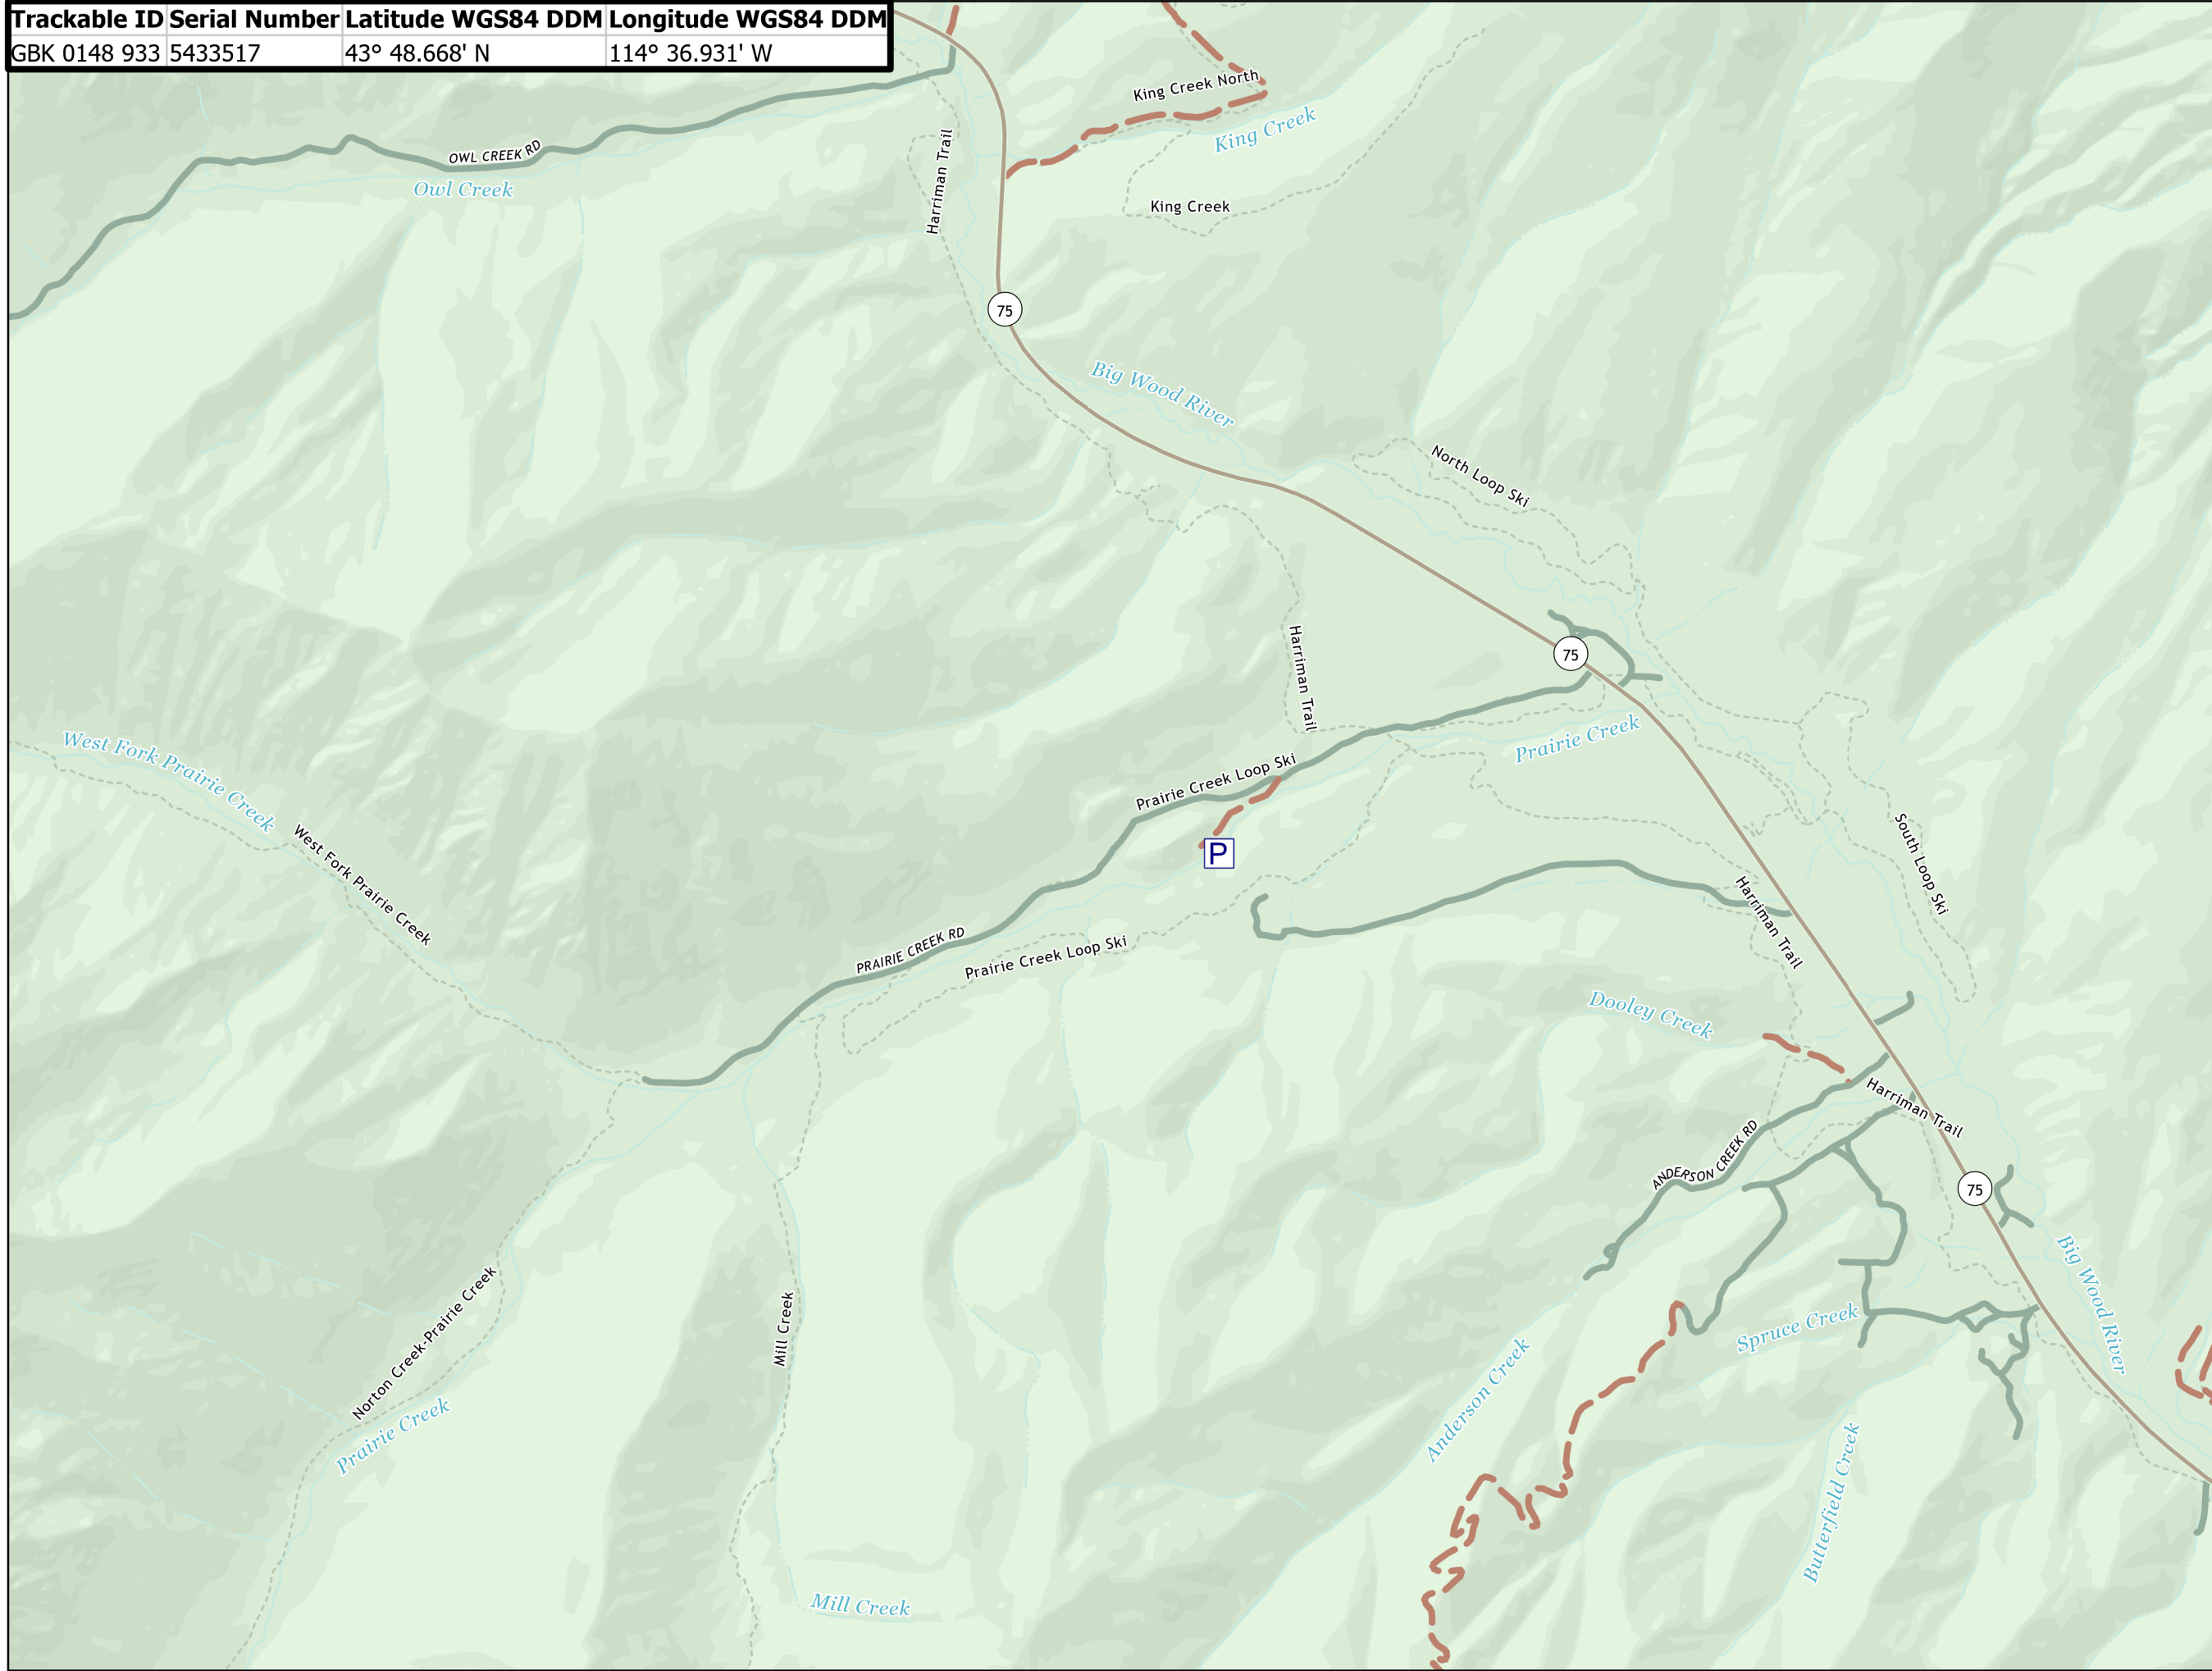 Trackable ID Serial Number Latitude WGS84 DDM Longitude WGS84 DDM
GBK 0148 933 5433517 43° 48.668' N 114° 36.931' W
King Creek North
King Creek
OWL CREEK RD
Owl Creek
Harriman Trail
King Creek
75
Big Wood River
North Loop Ski
Harriman Trail
75
Prairie Creek
West Fork Prairie Creek
Prairie Creek Loop Ski
P
West Fork Prairie Creek
South Loop Ski
Harriman Trail
PRAIRIE CREEK RD
Prairie Creek Loop Ski
Dooley Creek
Harriman Trail
ANDERSON CREEK RD
75
Big Wood River
Norton Creek-Prairie Creek
Mill Creek
Spruce Creek
Anderson Creek
Prairie Creek
Butterfield Creek
Mill Creek